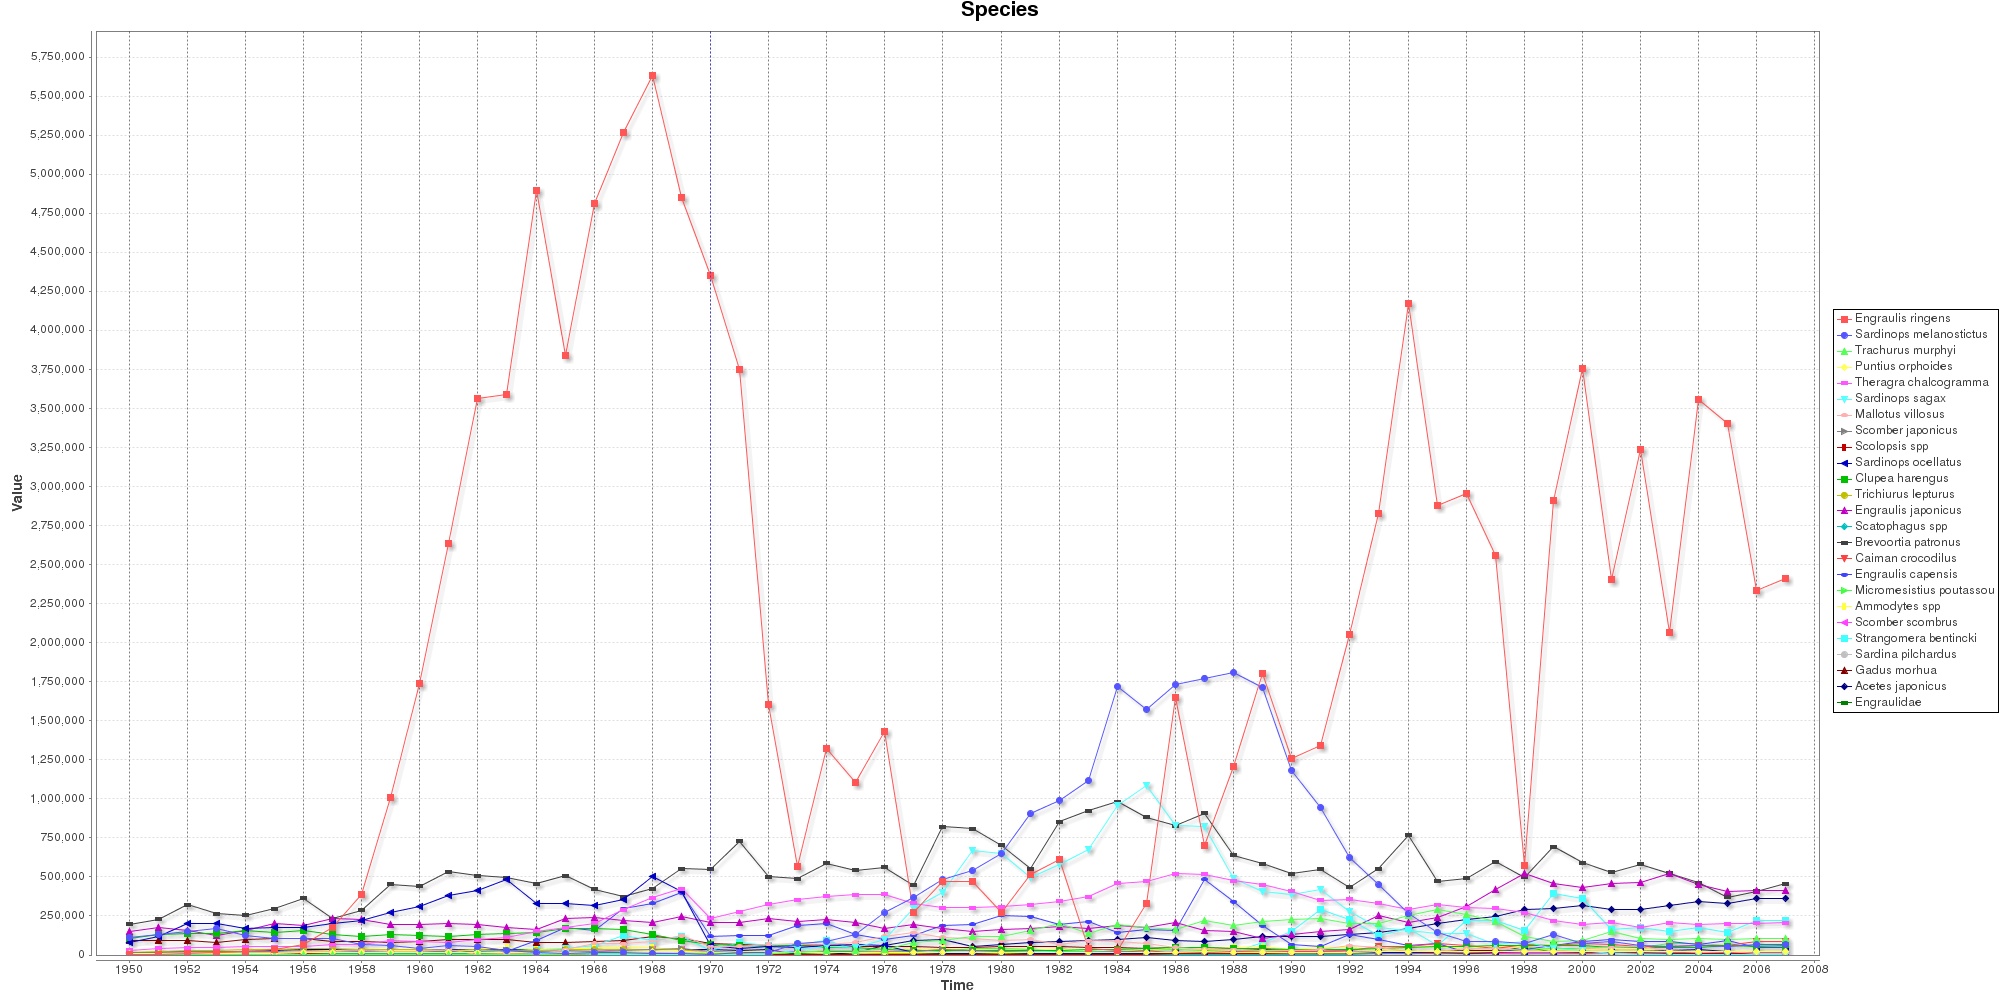 Species
5,750,000
5,500,000
5,250,000
5,000,000
4,750,000
4,500,000
4,250,000
4,000,000
3,750,000
3,500,000
3,250,000
3,000,000
2,750,000
2,500,000
2,250,000
2,000,000
1,750,000
1,500,000
1,250,000
1,000,000
750,000
500,000
250,000
0
Value
1950 1952 1954 1956 1958 1960 1962 1964 1966 1968 1970 1972 1974 1976 1978 1980 1982 1984 1986 1988 1990 1992 1994 1996 1998 2000 2002 2004 2006 2008
Time
Engraulis ringens
Sardinops melanostictus
Trachurus murphyi
Puntius orphoides
Theragra chalcogramma
Sardinops sagax
Mallotus villosus
Scomber japonicus
Scolopsis spp
Sardinops ocellatus
Clupea harengus
Trichiurus lepturus
Engraulis japonicus
Scatophagus spp
Brevoortia patronus
Caiman crocodilus
Engraulis capensis
Micromesistius poutassou
Ammodytes spp
Scomber scombrus
Strangomera bentincki
Sardina pilchardus
Gadus morhua
Acetes japonicus
Engraulidae